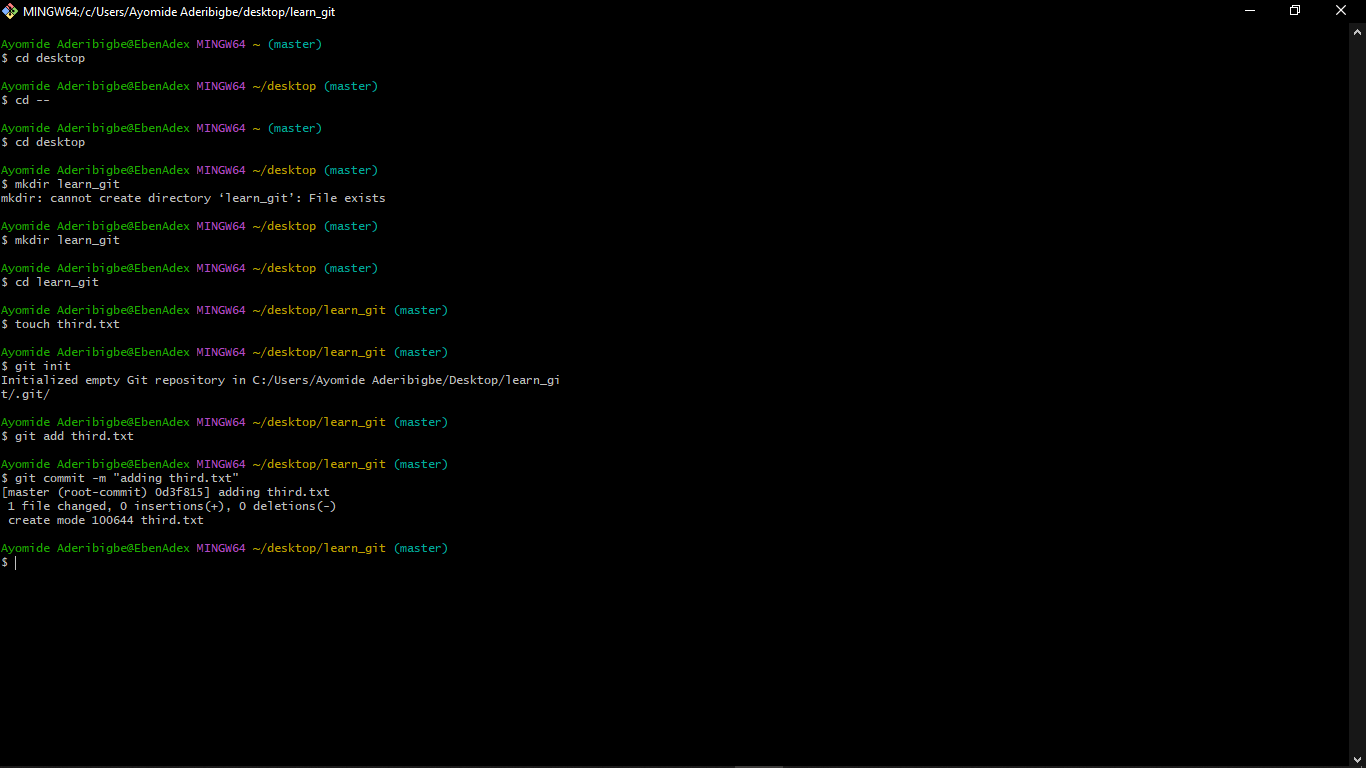 MINGW64:/c/Users/Ayomide Aderibigbe/desktop/learn_git
Ayomide Aderibigbe@EbenAdex MINGW64 ~ (master)
$ cd desktop
Ayomide Aderibigbe@EbenAdex MINGW64 ~/desktop (master)
$ cd --
Ayomide Aderibigbe@EbenAdex MINGW64 ~ (master)
$ cd desktop
Ayomide Aderibigbe@EbenAdex MINGW64 ~/desktop (master)
$ mkdir learn_git
mkdir: cannot create directory ‘learn_git’: File exists
Ayomide Aderibigbe@EbenAdex MINGW64 ~/desktop (master)
$ mkdir learn_git
Ayomide Aderibigbe@EbenAdex MINGW64 ~/desktop (master)
$ cd learn_git
Ayomide Aderibigbe@EbenAdex MINGW64 ~/desktop/learn_git (master)
$ touch third.txt
Ayomide Aderibigbe@EbenAdex MINGW64 ~/desktop/learn_git (master)
$ git init
Initialized empty Git repository in C:/Users/Ayomide Aderibigbe/Desktop/learn_gi
t/.git/
Ayomide Aderibigbe@EbenAdex MINGW64 ~/desktop/learn_git (master)
$ git add third.txt
Ayomide Aderibigbe@EbenAdex MINGW64 ~/desktop/learn_git (master)
$ git commit -m "adding third.txt"
[master (root-commit) 0d3f815] adding third.txt
1 file changed, 0 insertions(+), 0 deletions(-)
create mode 100644 third.txt
Ayomide Aderibigbe@EbenAdex MINGW64 ~/desktop/learn_git (master)
$